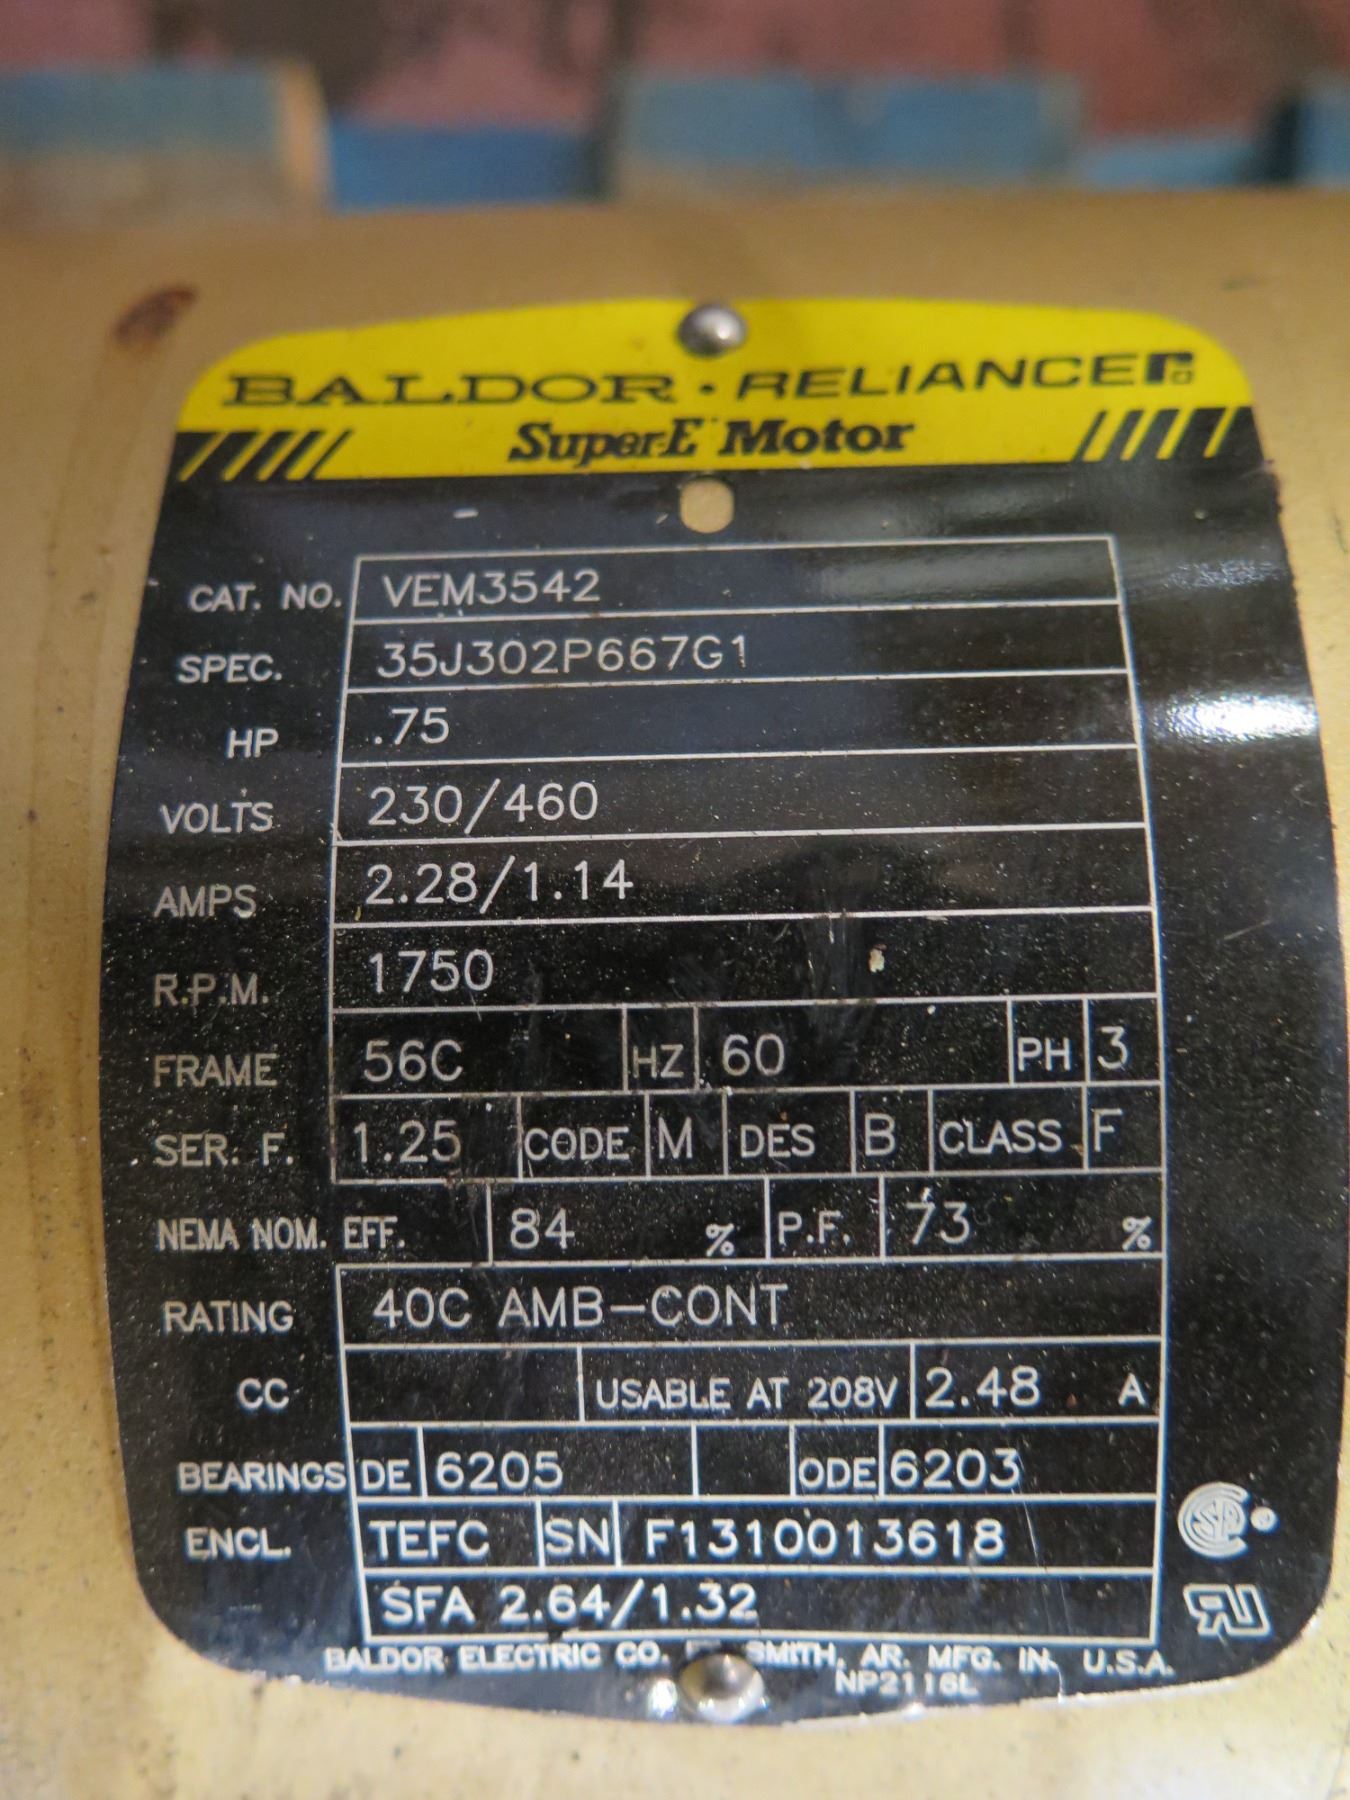 BALDOR · RELIANCE
Super-E Motor
CAT. NO. VEM3542
SPEC. 35J302P667G1
HP .75
VOLTS 230/460
AMPS 2.28/1.14
R.P.M. 1750
FRAME 56C HZ 60 PH 3
SER. F. 1.25 CODE M DES B CLASS F
NEMA NOM. EFF. 84 % P.F. 73 %
RATING 40C AMB-CONT
CC USABLE AT 208V 2.48 A
BEARINGS DE 6205 ODE 6203
ENCL. TEFC SN F1310013618
SFA 2.64/1.32
BALDOR ELECTRIC CO. SMITH, AR. MFG. IN U.S.A.
NP2116L